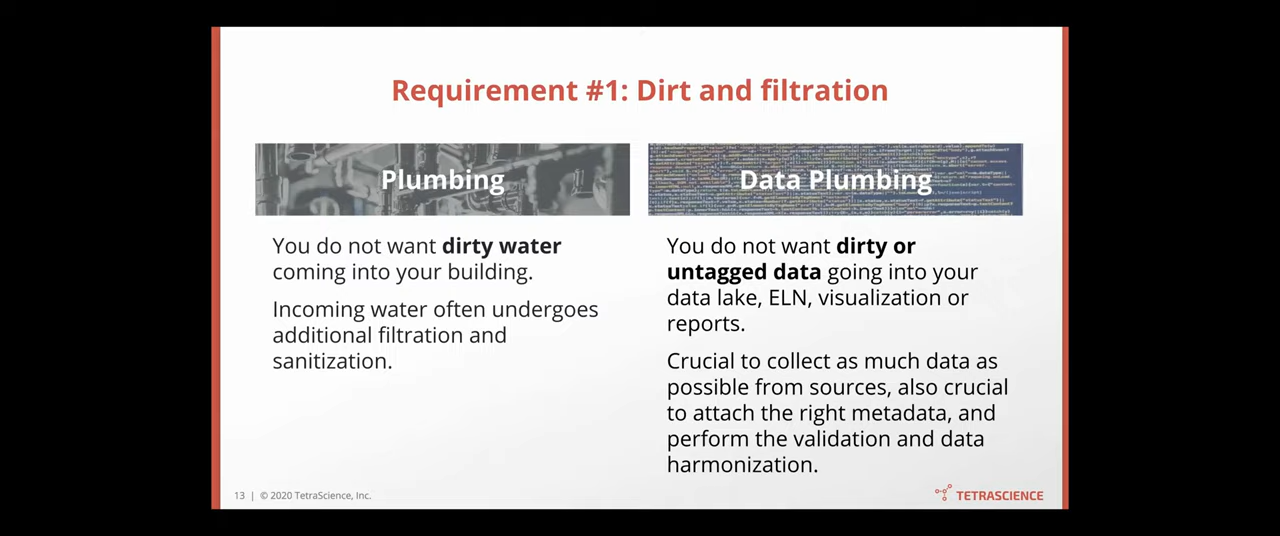 Requirement #1: Dirt and filtration
Plumbing
You do not want dirty water
coming into your building.
Incoming water often undergoes
additional filtration and
sanitization.
Data Plumbing
You do not want dirty or
untagged data going into your
data lake, ELN, visualization or
reports.
Crucial to collect as much data as
possible from sources, also crucial
to attach the right metadata, and
perform the validation and data
harmonization.
13 | © 2020 TetraScience, Inc.
TETRASCIENCE